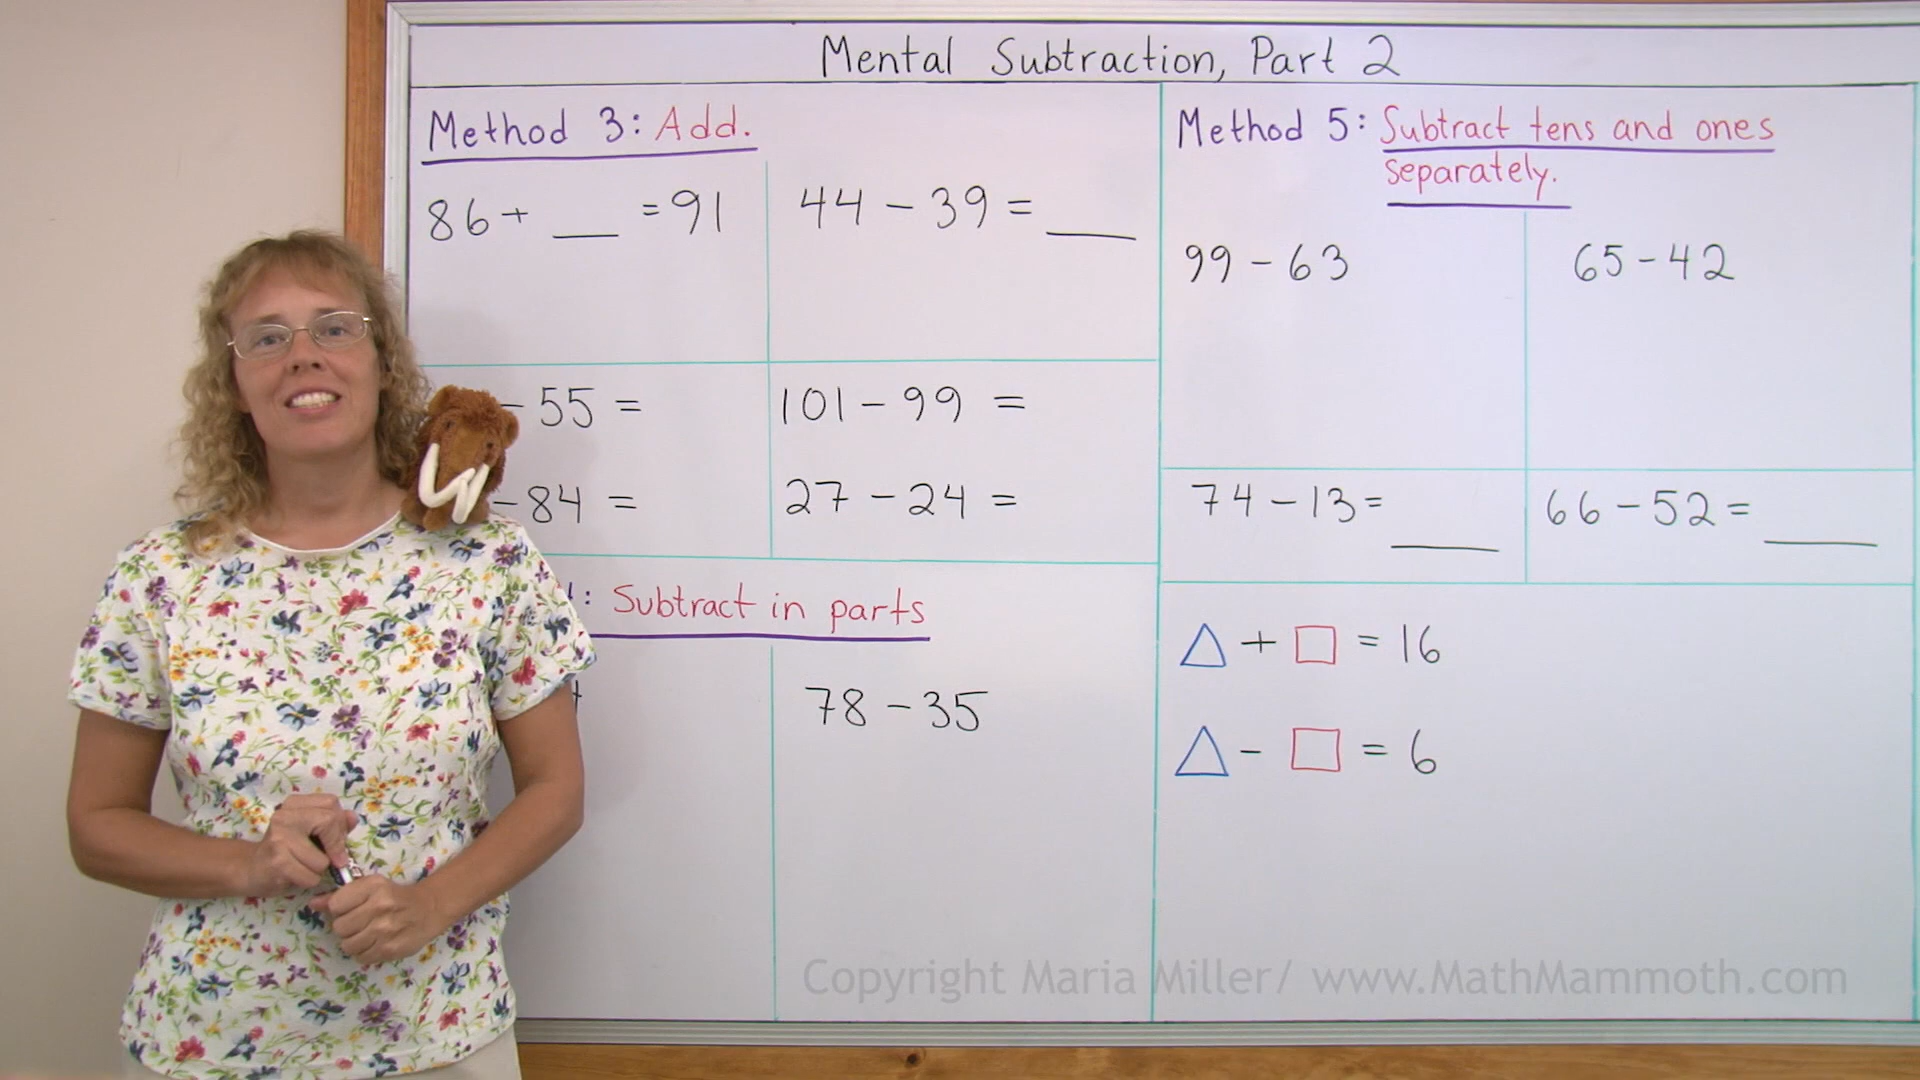 Mental Subtraction, Part 2
Method 3: Add.
86 + ___ = 91
44 - 39 = ___
- 55 =
101 - 99 =
- 84 =
27 - 24 =
: Subtract in parts
78 - 35
Method 5: Subtract tens and ones
separately.
99 - 63
65 - 42
74 - 13 = ___
66 - 52 = ___
△ + □ = 16
△ - □ = 6
Copyright Maria Miller/ www.MathMammoth.com